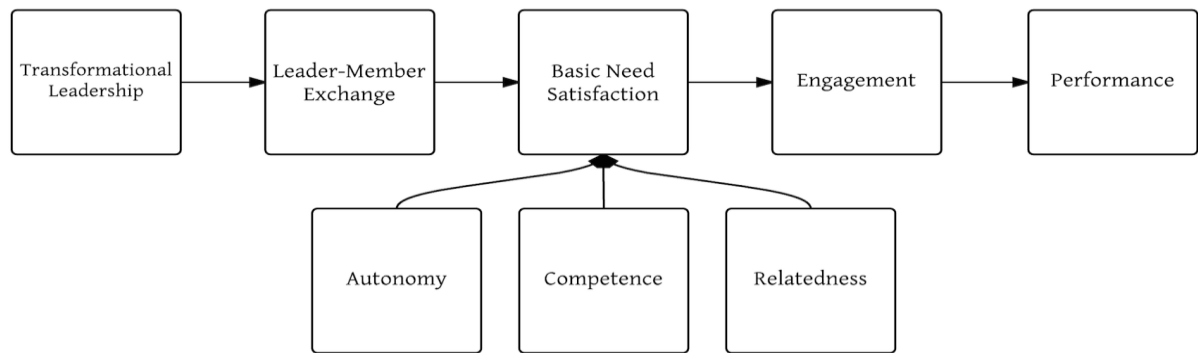 Transformational
Leadership
Leader-Member
Exchange
Basic Need
Satisfaction
Engagement
Performance
Autonomy
Competence
Relatedness